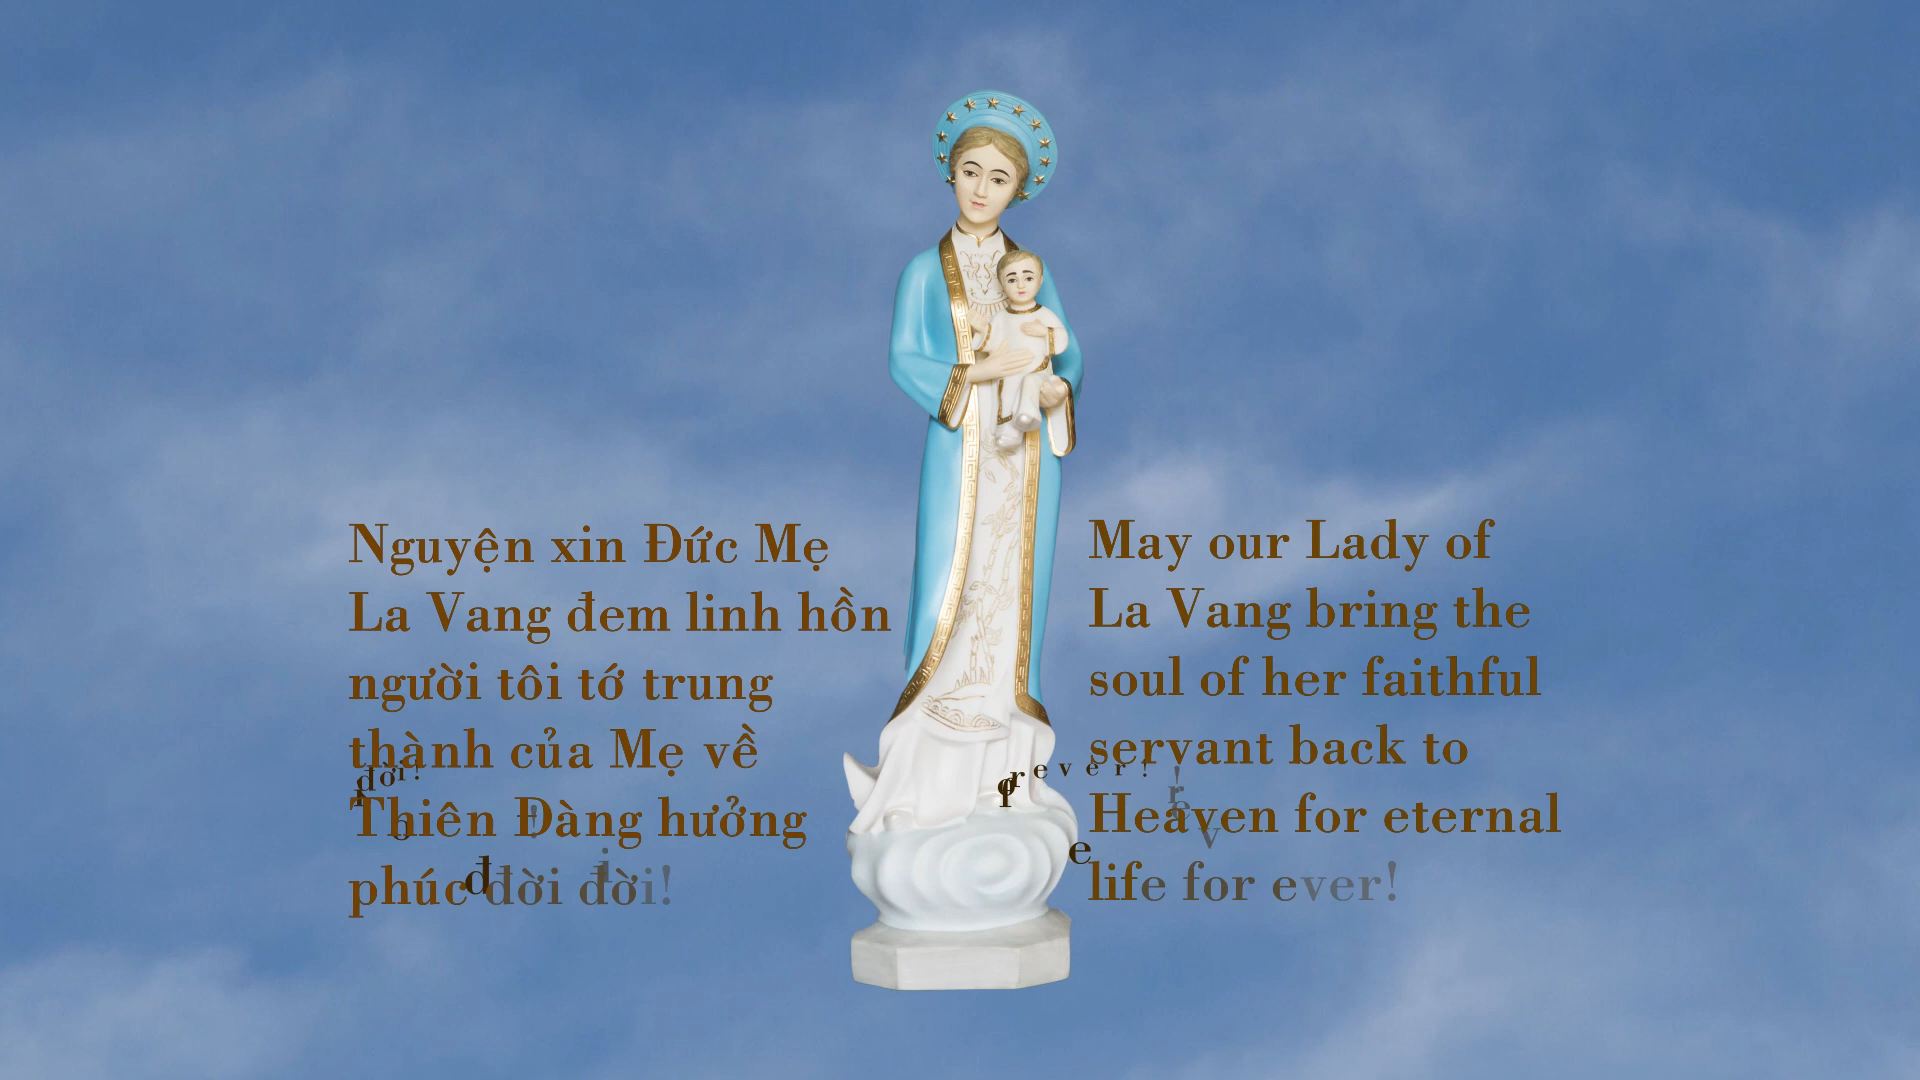 Nguyện xin Đức Mẹ
La Vang đem linh hồn
người tôi tớ trung
thành của Mẹ về
Thiên Đàng hưởng
phúc đời đời!
May our Lady of
La Vang bring the
soul of her faithful
servant back to
Heaven for eternal
life for ever!